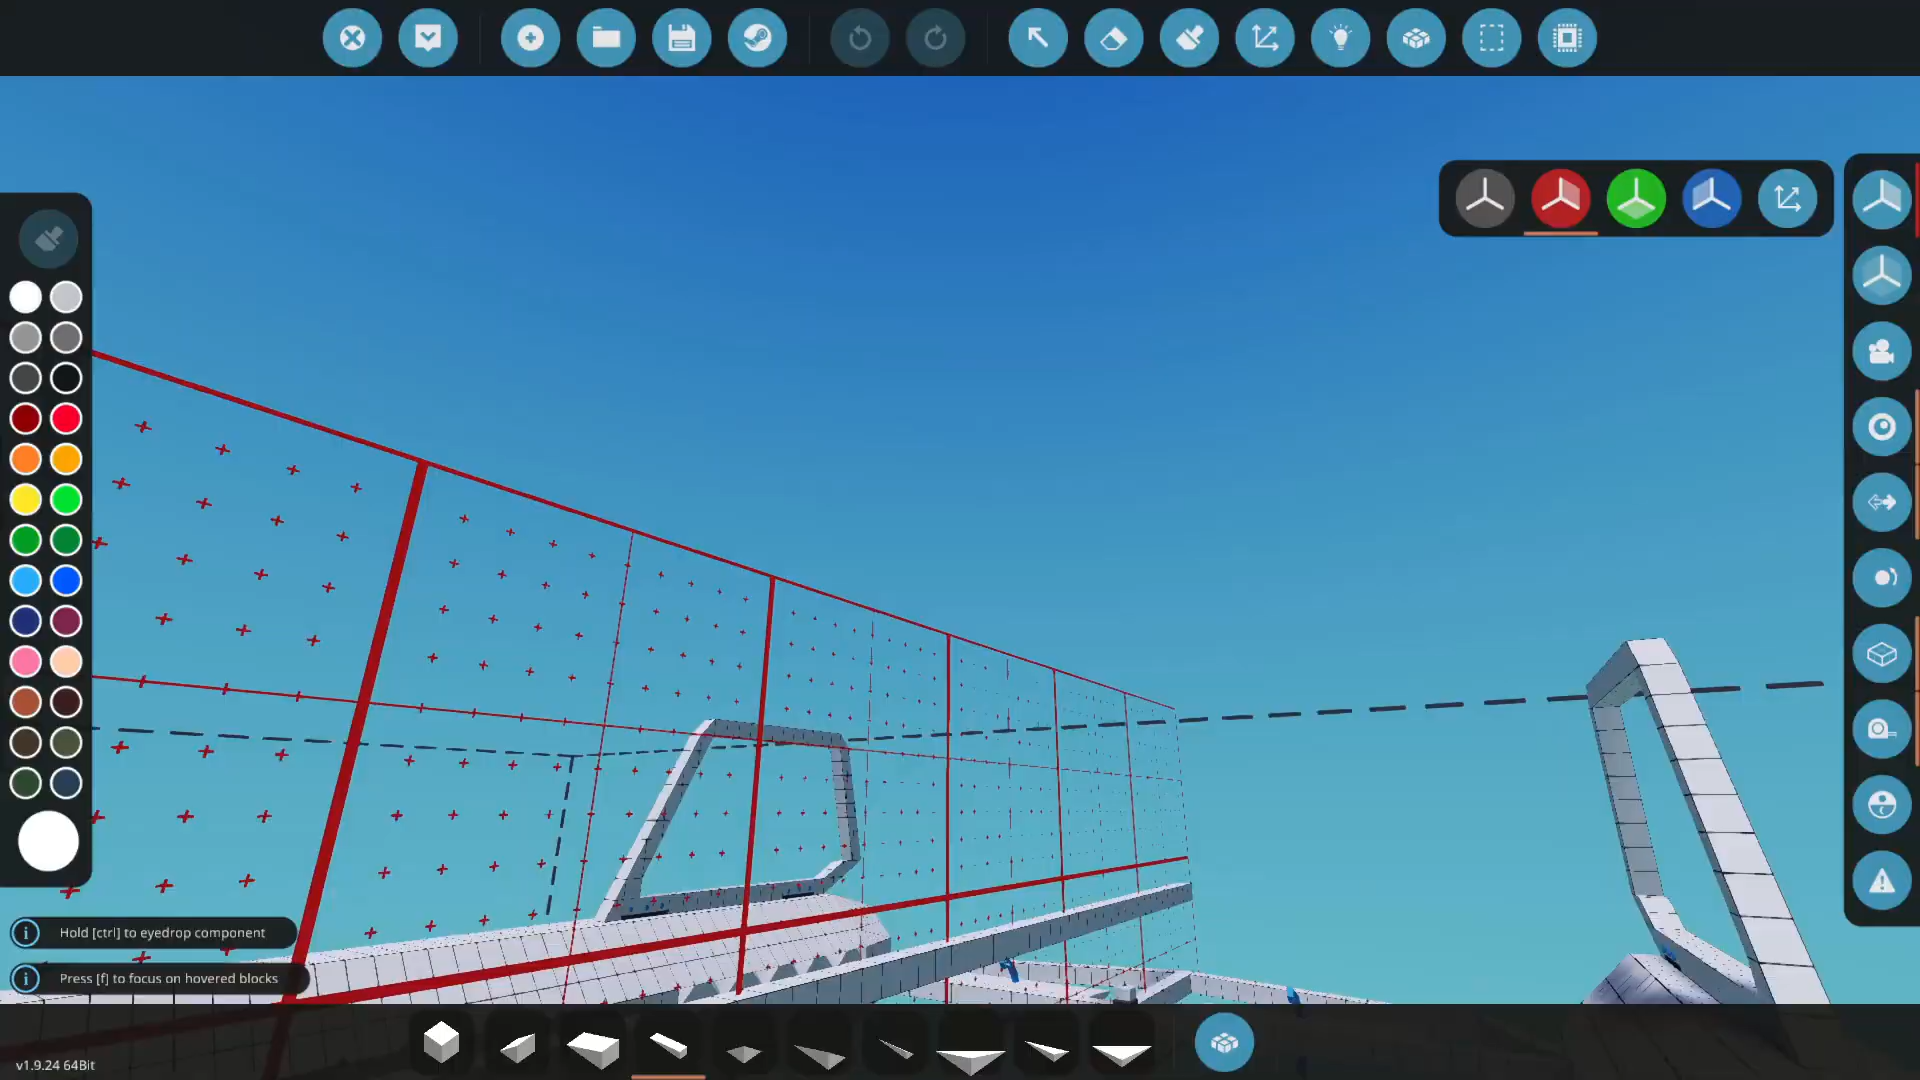 Hold [ctrl] to eyedrop component
Press [f] to focus on hovered blocks
v1.9.24 64Bit